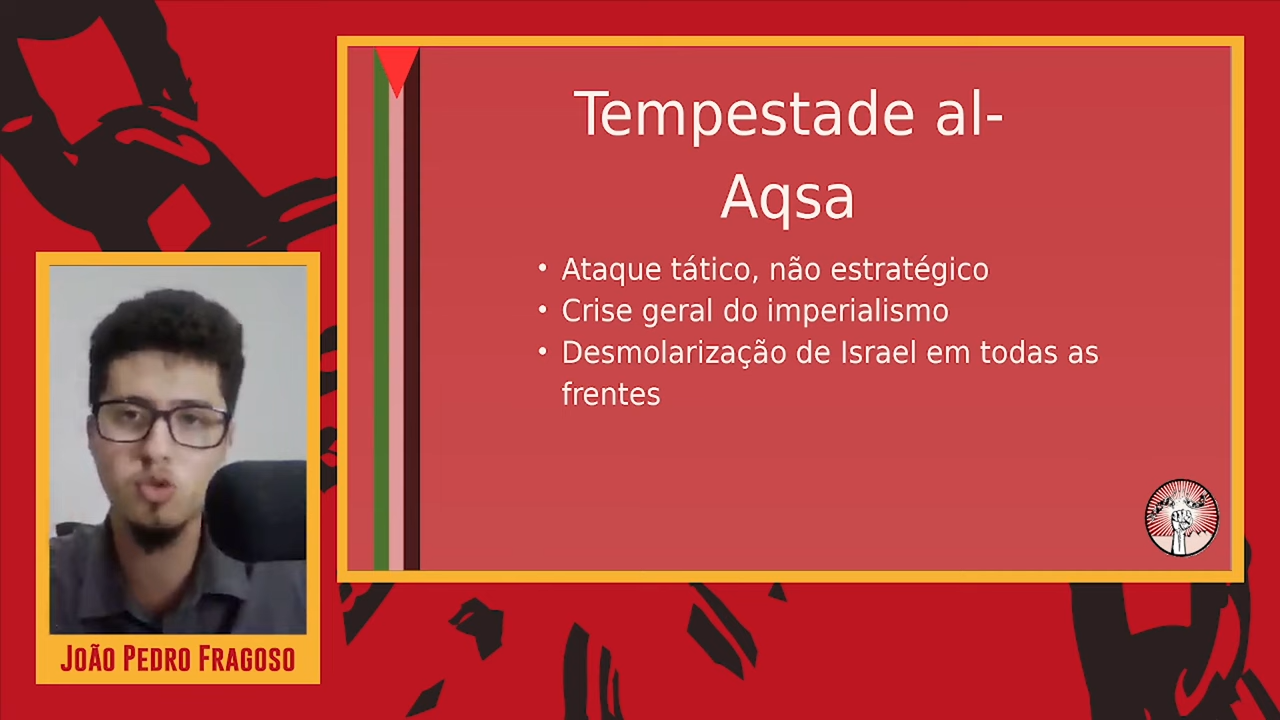 Tempestade al-
Aqsa
• Ataque tático, não estratégico
• Crise geral do imperialismo
• Desmolarização de Israel em todas as
frentes
JOÃO PEDRO FRAGOSO